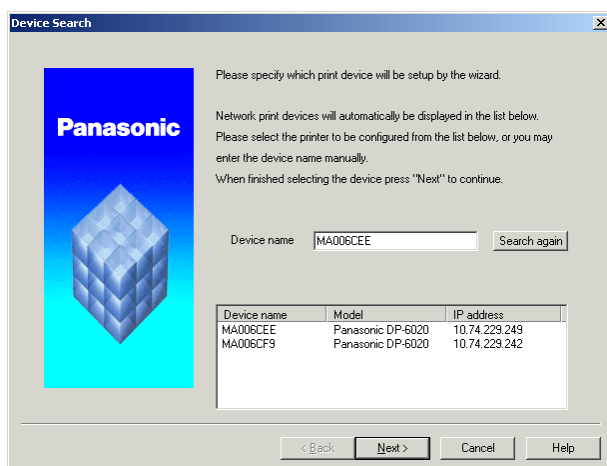 Device Search
Panasonic
Please specify which print device will be setup by the wizard.
Network print devices will automatically be displayed in the list below.
Please select the printer to be configured from the list below, or you may
enter the device name manually.
When finished selecting the device press "Next" to continue.
Device name MA006CEE Search again
Device name Model IP address
MA006CEE Panasonic DP-6020 10.74.229.249
MA006CF9 Panasonic DP-6020 10.74.229.242
< Back Next > Cancel Help